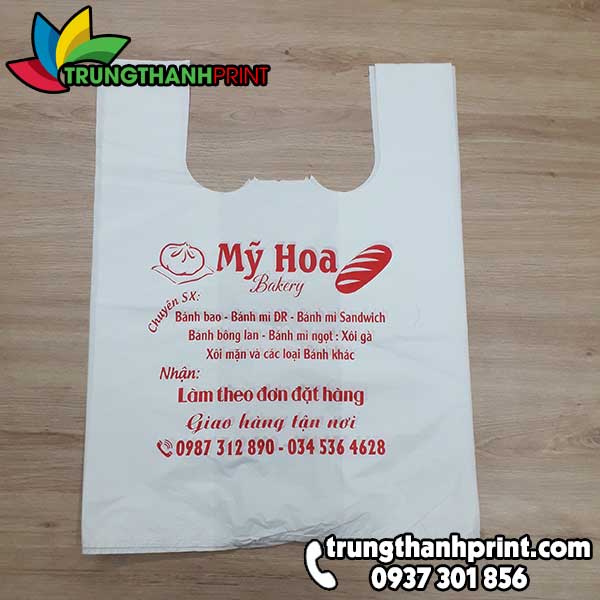 TRUNGTHANHPRINT
Mỹ Hoa
Bakery
Chuyên SX:
Bánh bao - Bánh mì ĐR - Bánh mì Sandwich
Bánh bông lan - Bánh mì ngọt : Xôi gà
Xôi mặn và các loại Bánh khác
Nhận:
Làm theo đơn đặt hàng
Giao hàng tận nơi
0987 312 890 - 034 536 4628
trungthanhprint.com
0937 301 856